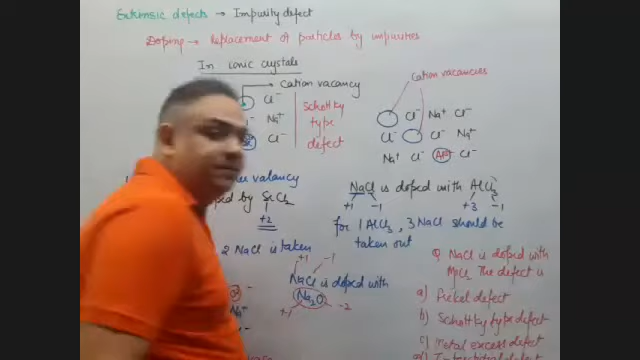 Extrinsic defects → Impurity defect
Doping → Replacement of particles by impurities
In ionic crystals
→ Cation vacancy
Cl⁻
Na⁺
Cl⁻
Schottky type defect
Cation vacancies
Cl⁻ Na⁺ Cl⁻
Cl⁻ Cl⁻ Na⁺
Na⁺ Cl⁻ Al³⁺ Cl⁻
by SrCl₂
+2
2 NaCl is taken
NaCl is doped with AlCl₃
+1 -1 +3 -1
for 1 AlCl₃, 3 NaCl should be
taken out
+1 -1
NaCl is doped with
Na₂O
+1 -2
Q NaCl is doped with
MgCl₂ The defect is
a) Frekel defect
b) Schottky type defect
c) Metal excess defect